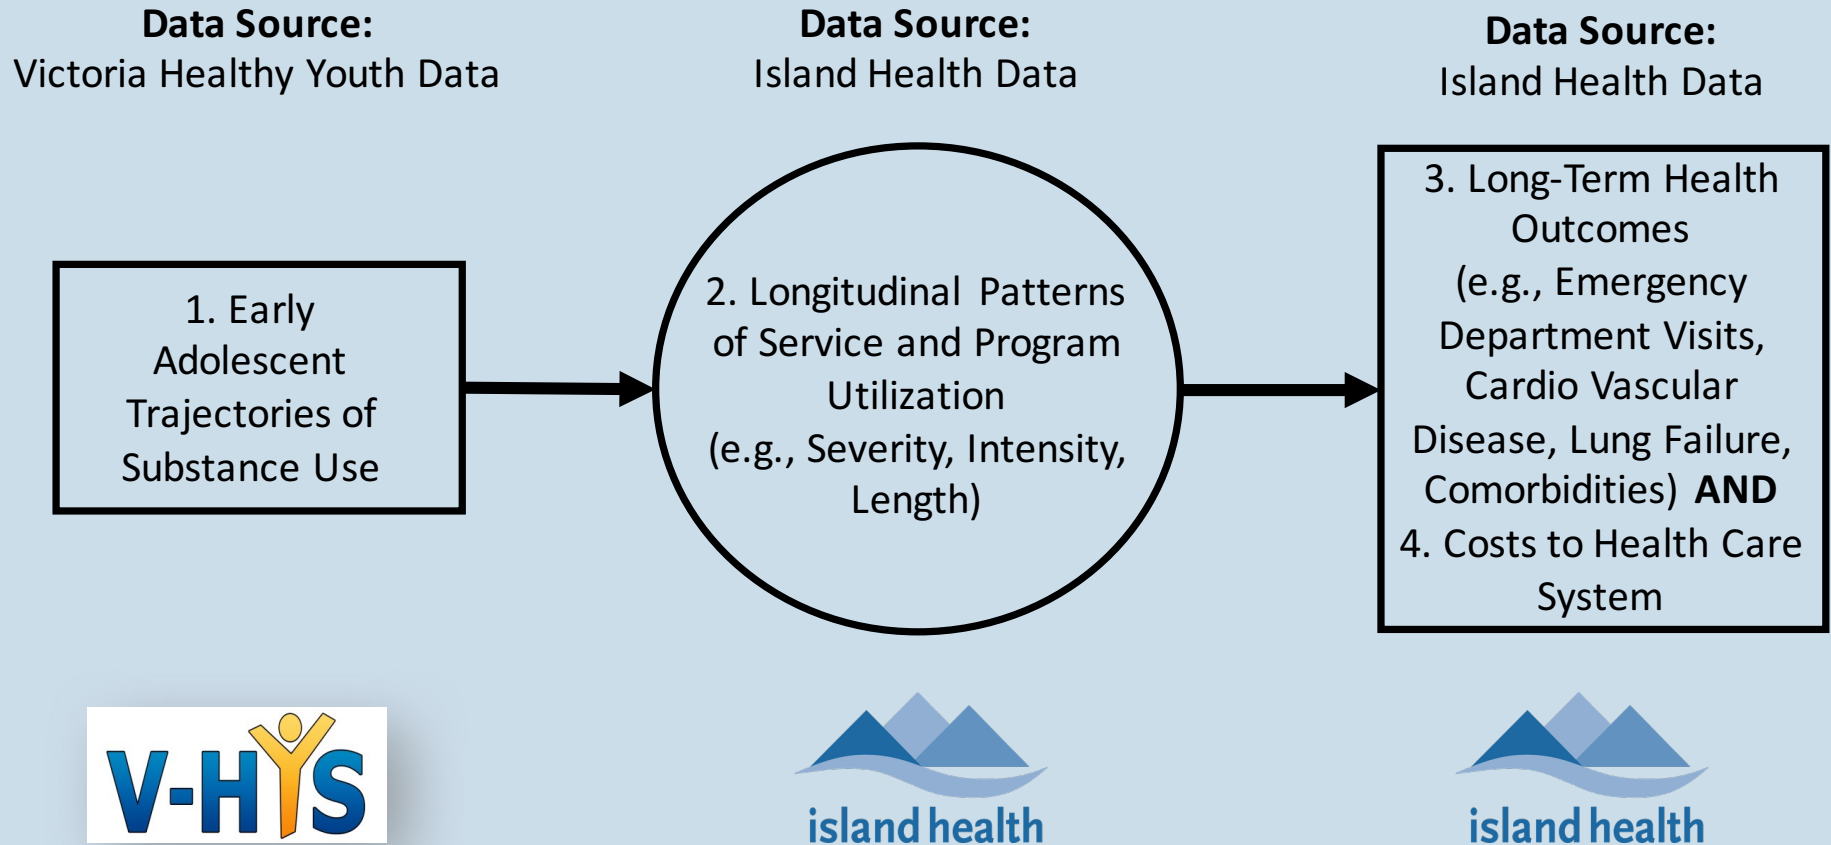 Data Source:
Victoria Healthy Youth Data
Data Source:
Island Health Data
Data Source:
Island Health Data
1. Early
Adolescent
Trajectories of
Substance Use
2. Longitudinal Patterns
of Service and Program
Utilization
(e.g., Severity, Intensity,
Length)
3. Long-Term Health
Outcomes
(e.g., Emergency
Department Visits,
Cardio Vascular
Disease, Lung Failure,
Comorbidities) AND
4. Costs to Health Care
System
V-HYS
island health
island health